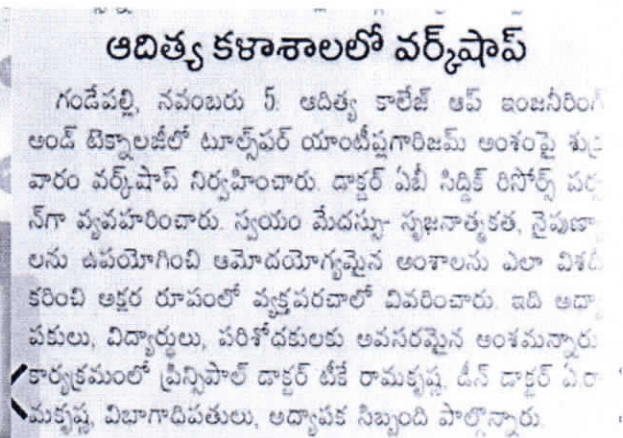 ఆదిత్య కళాశాలలో వర్క్‌షాప్
గండేపల్లి, నవంబరు 5: ఆదిత్య కాలేజ్ ఆప్ ఇంజనీరింగ్
అండ్ టెక్నాలజీలో టూల్స్‌ఫర్ యాంటీప్లగారిజమ్ అంశంపై శుక్ర
వారం వర్క్‌షాప్ నిర్వహించారు. డాక్టర్ ఏబీ సిద్దిక్ రిసోర్స్ పర్స
న్‌గా వ్యవహరించారు. స్వయం మేదస్సు- సృజనాత్మకత, నైపుణ్యా
లను ఉపయోగించి ఆమోదయోగ్యమైన అంశాలను ఎలా విశదీ
కరించి అక్షర రూపంలో వ్యక్తపరచాలో వివరించారు. ఇది అధ్యా
పకులు, విద్యార్థులు, పరిశోధకులకు అవసరమైన అంశమన్నారు.
కార్యక్రమంలో ప్రిన్సిపాల్ డాక్టర్ టీకే రామకృష్ణ, డీన్ డాక్టర్ ఏ.రా
మకృష్ణ, విభాగాదిపతులు, అధ్యాపక సిబ్బంది పాల్గొన్నారు.